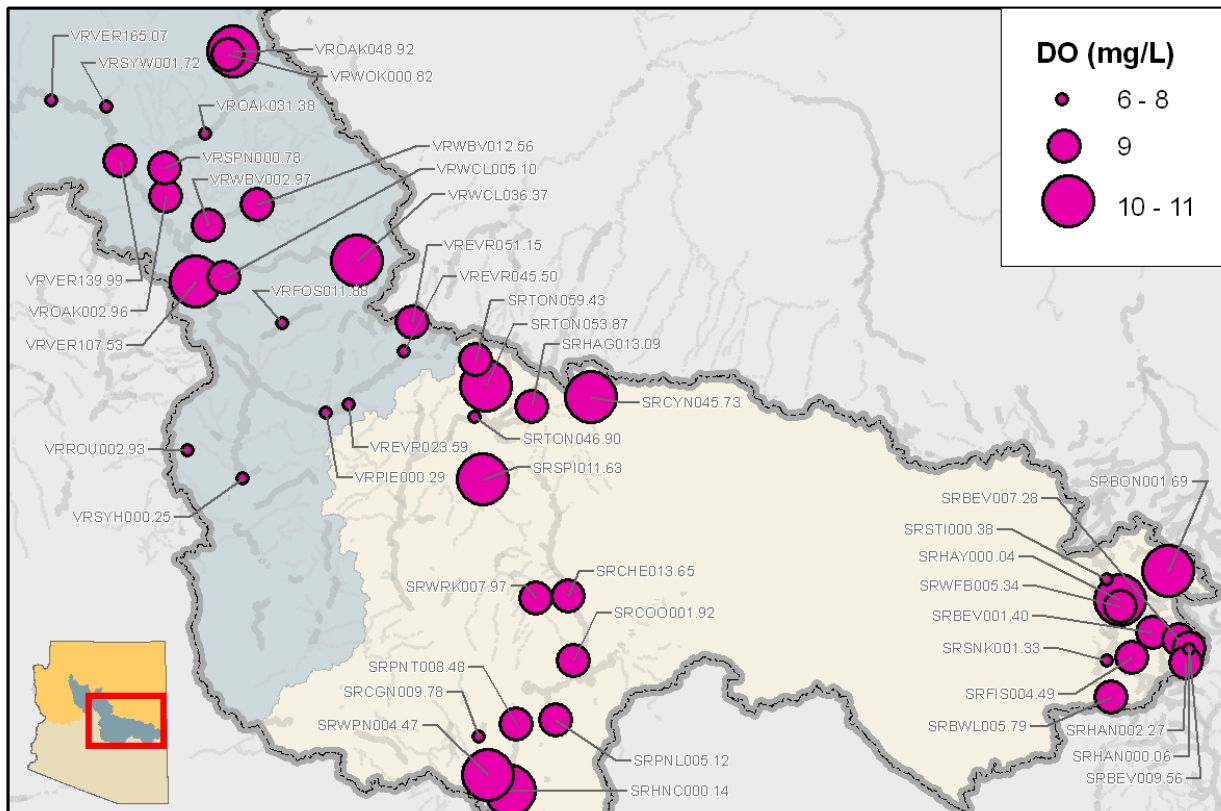 VRVER165.07
VRSYW001.72
VROAK048.92
VRWOK000.82
VROAK031.38
VRSPN000.78
VRWBV002.97
VRWBV012.56
VRWCL005.10
VRWCL036.37
VREVR051.15
VREVR045.50
VRVER139.99
VROAK002.96
VRVER107.53
VRFOS011.88
SRTON059.43
SRTON053.87
SRHAG013.09
SRCYN045.73
SRTON046.90
VREVR023.59
VRPIE000.29
VRROU002.93
VRSYH000.25
SRSPI011.63
SRWRK007.97
SRCHE013.65
SRCOO001.92
SRPNT008.48
SRCGN009.78
SRWPN004.47
SRPNL005.12
SRHNC000.14
SRBON001.69
SRBEV007.28
SRSTI000.38
SRHAY000.04
SRWFB005.34
SRBEV001.40
SRSNK001.33
SRFIS004.49
SRBWL005.79
SRHAN002.27
SRHAN000.06
SRBEV009.56
DO (mg/L)
6 - 8
9
10 - 11